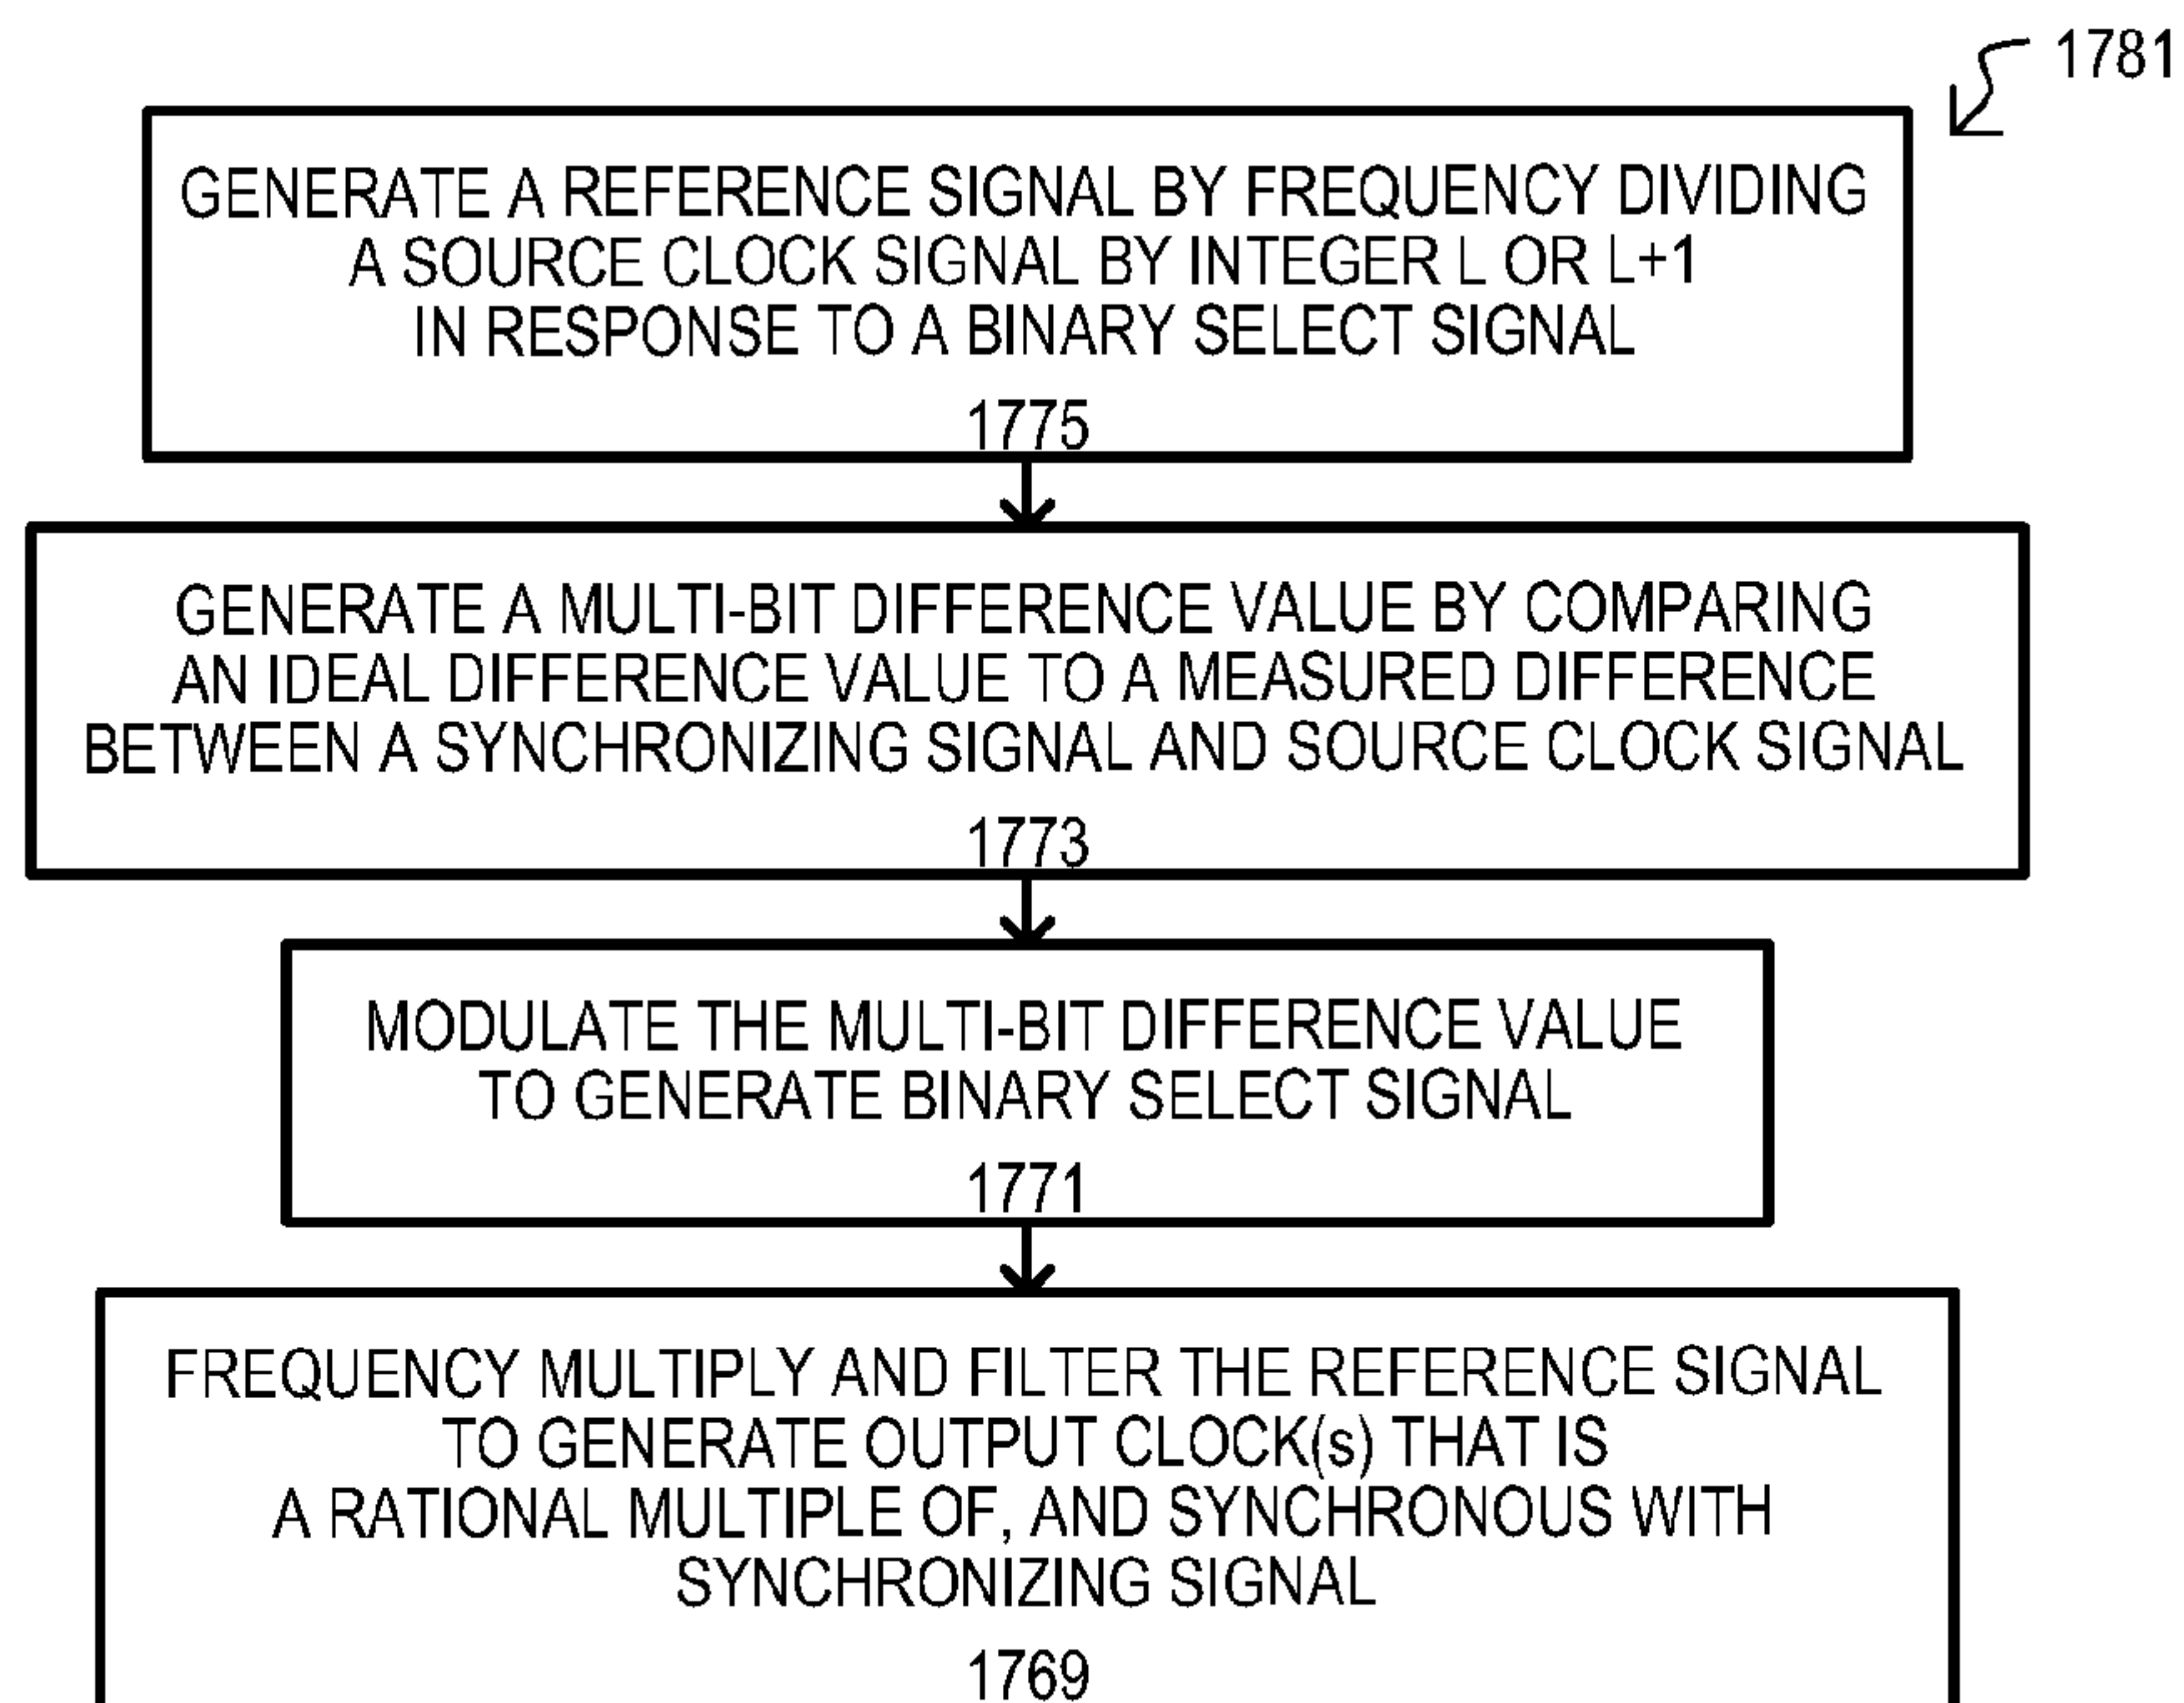 1781
GENERATE A REFERENCE SIGNAL BY FREQUENCY DIVIDING
A SOURCE CLOCK SIGNAL BY INTEGER L OR L+1
IN RESPONSE TO A BINARY SELECT SIGNAL
1775
GENERATE A MULTI-BIT DIFFERENCE VALUE BY COMPARING
AN IDEAL DIFFERENCE VALUE TO A MEASURED DIFFERENCE
BETWEEN A SYNCHRONIZING SIGNAL AND SOURCE CLOCK SIGNAL
1773
MODULATE THE MULTI-BIT DIFFERENCE VALUE
TO GENERATE BINARY SELECT SIGNAL
1771
FREQUENCY MULTIPLY AND FILTER THE REFERENCE SIGNAL
TO GENERATE OUTPUT CLOCK(s) THAT IS
A RATIONAL MULTIPLE OF, AND SYNCHRONOUS WITH
SYNCHRONIZING SIGNAL
1769